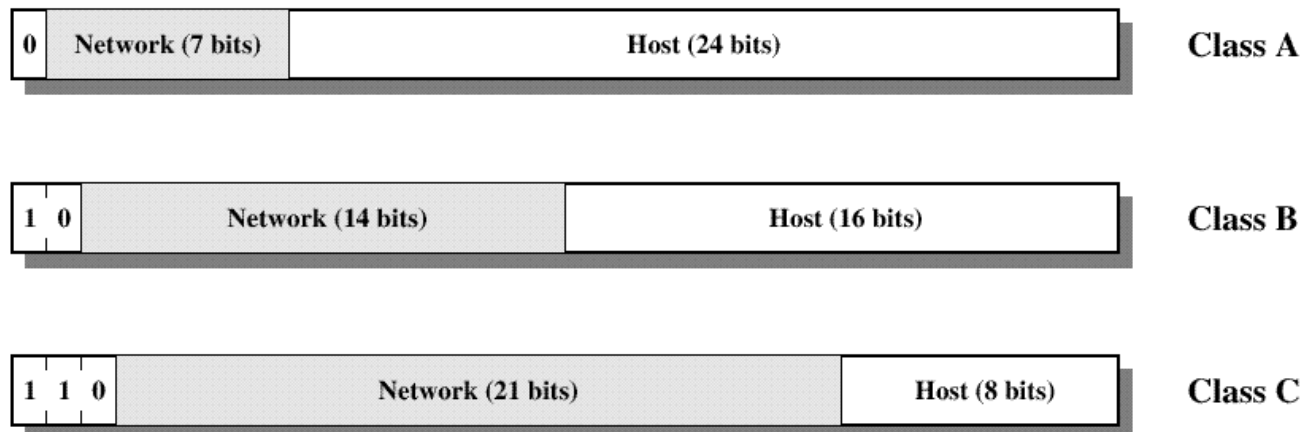 0 Network (7 bits) Host (24 bits) Class A
1 0 Network (14 bits) Host (16 bits) Class B
1 1 0 Network (21 bits) Host (8 bits) Class C